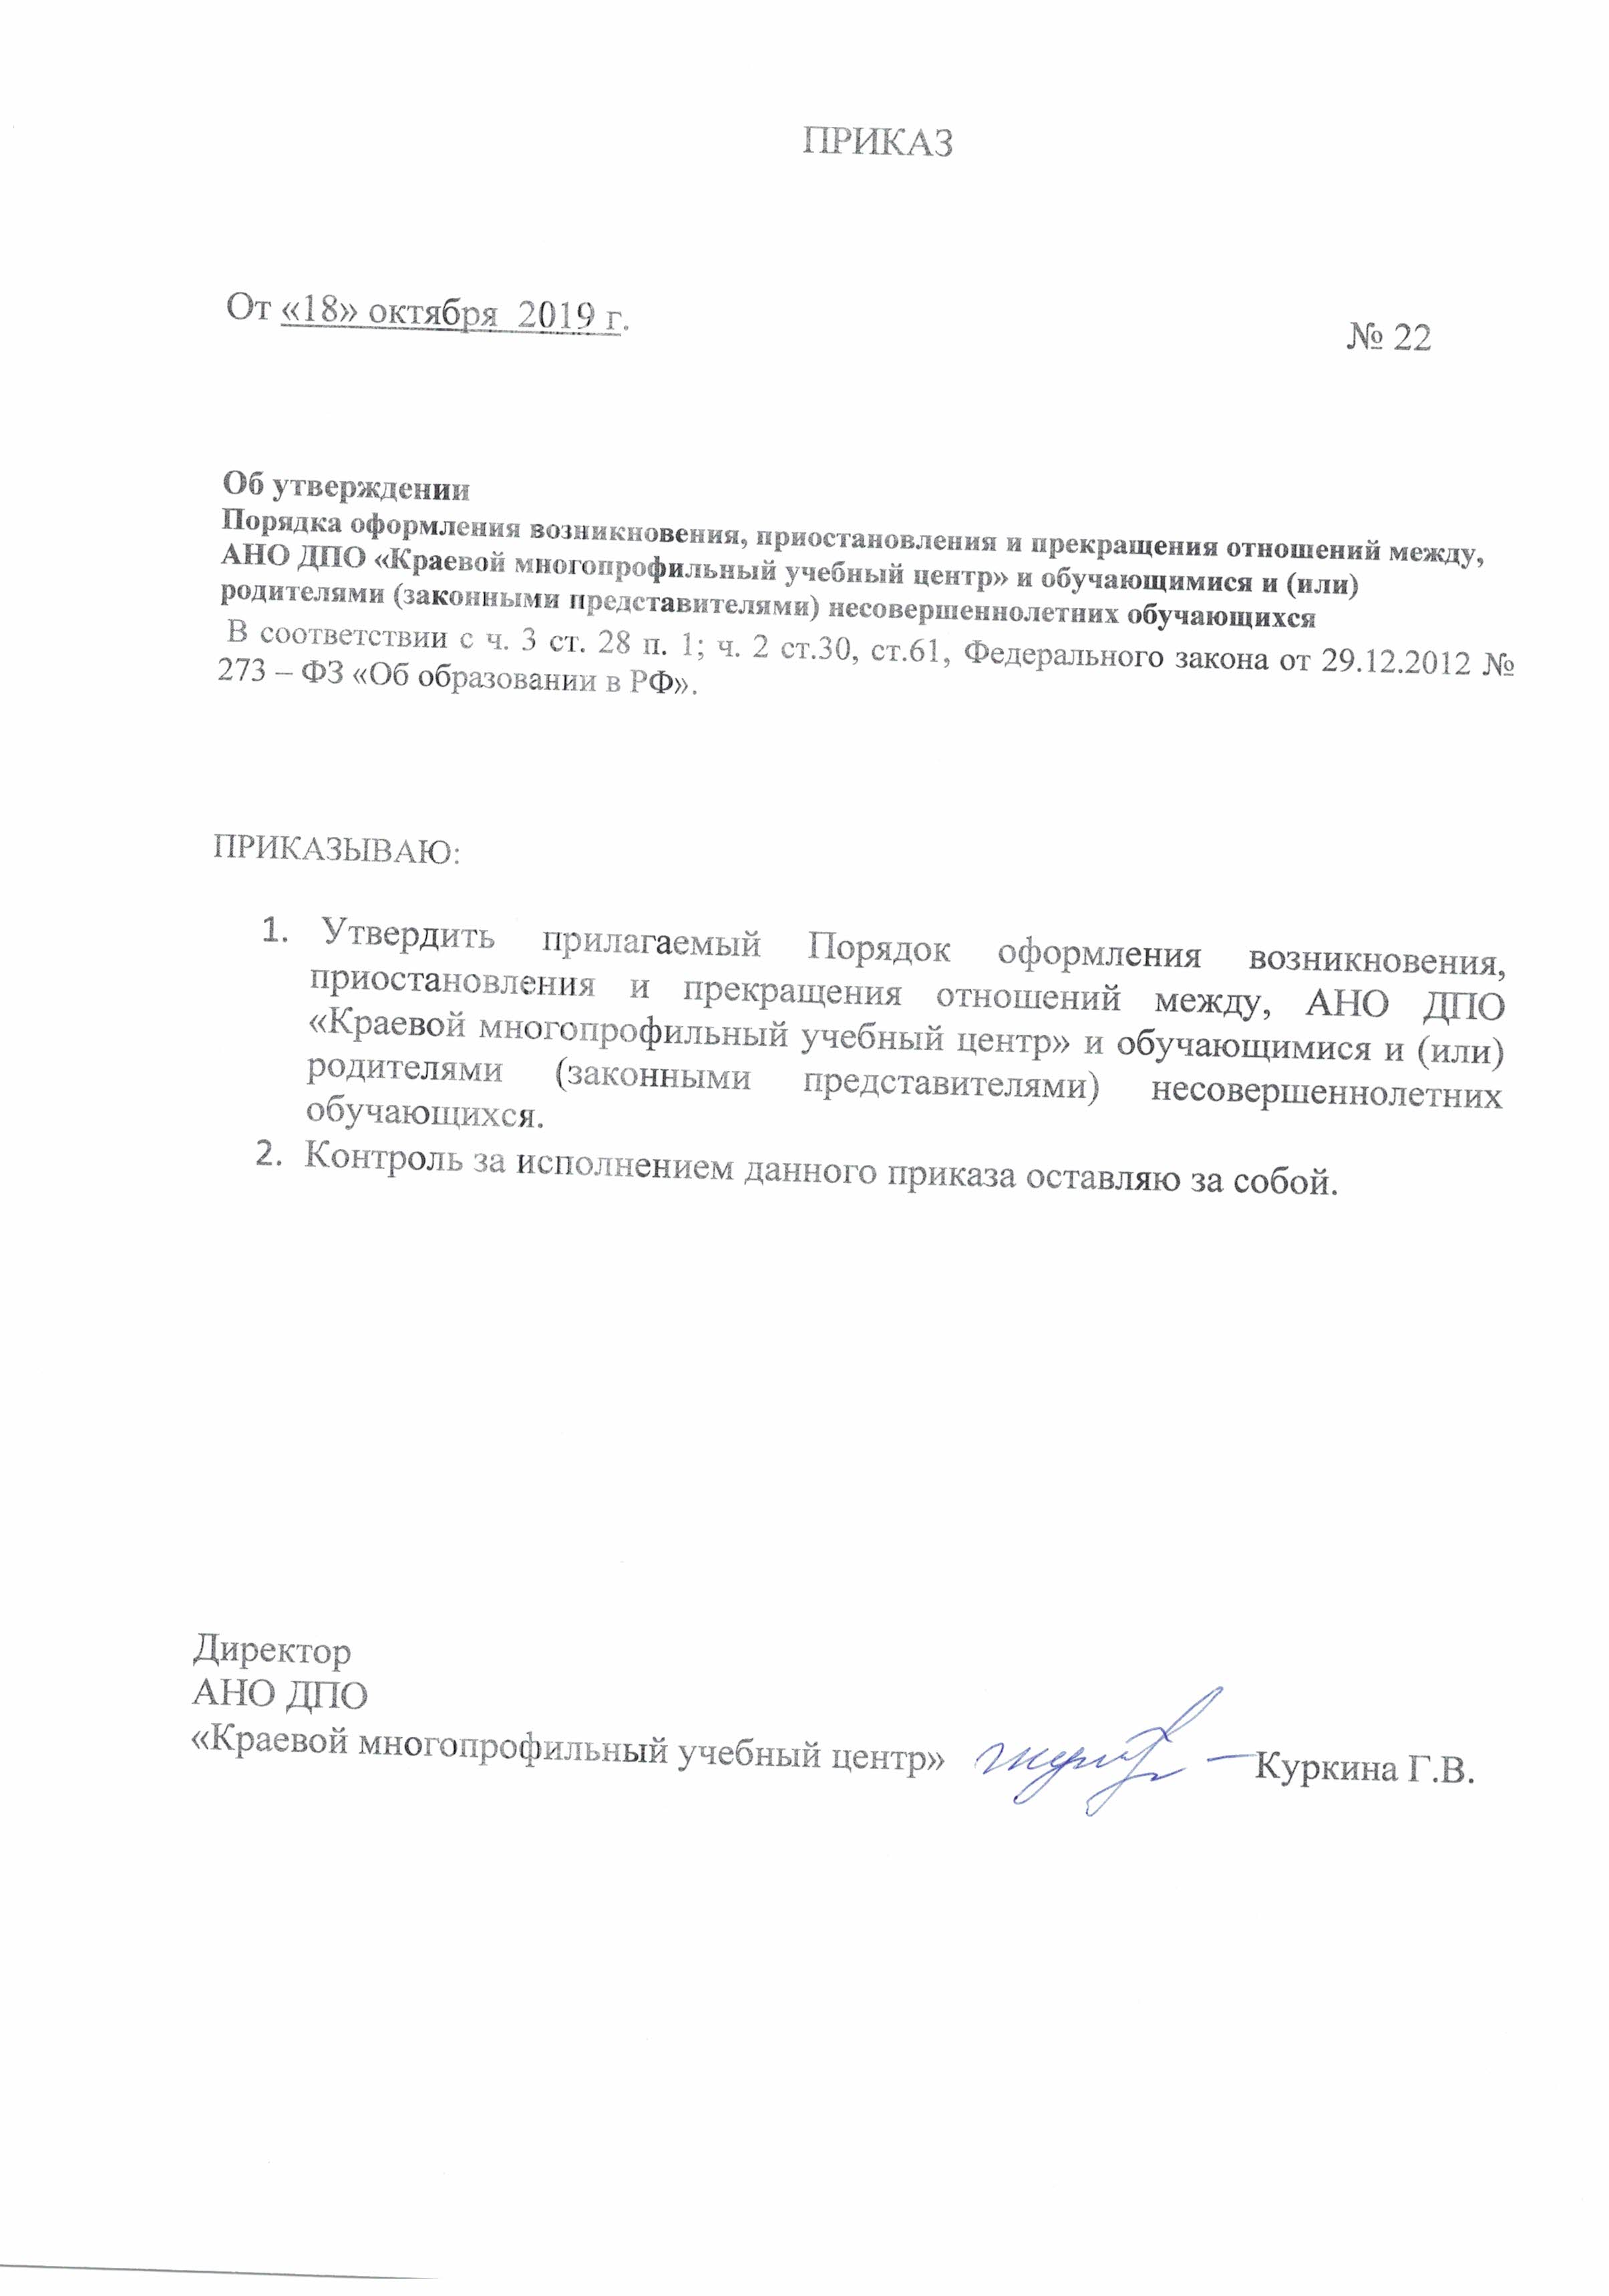 ПРИКАЗ
От «18» октября 2019 г.
№ 22
Об утверждении
Порядка оформления возникновения, приостановления и прекращения отношений между,
АНО ДПО «Краевой многопрофильный учебный центр» и обучающимися и (или)
родителями (законными представителями) несовершеннолетних обучающихся
В соответствии с ч. 3 ст. 28 п. 1; ч. 2 ст.30, ст.61, Федерального закона от 29.12.2012 №
273 – ФЗ «Об образовании в РФ».
ПРИКАЗЫВАЮ:
1. Утвердить прилагаемый Порядок оформления возникновения,
приостановления и прекращения отношений между, АНО ДПО
«Краевой многопрофильный учебный центр» и обучающимися и (или)
родителями (законными представителями) несовершеннолетних
обучающихся.
2. Контроль за исполнением данного приказа оставляю за собой.
Директор
АНО ДПО
«Краевой многопрофильный учебный центр» Куркина Г.В.